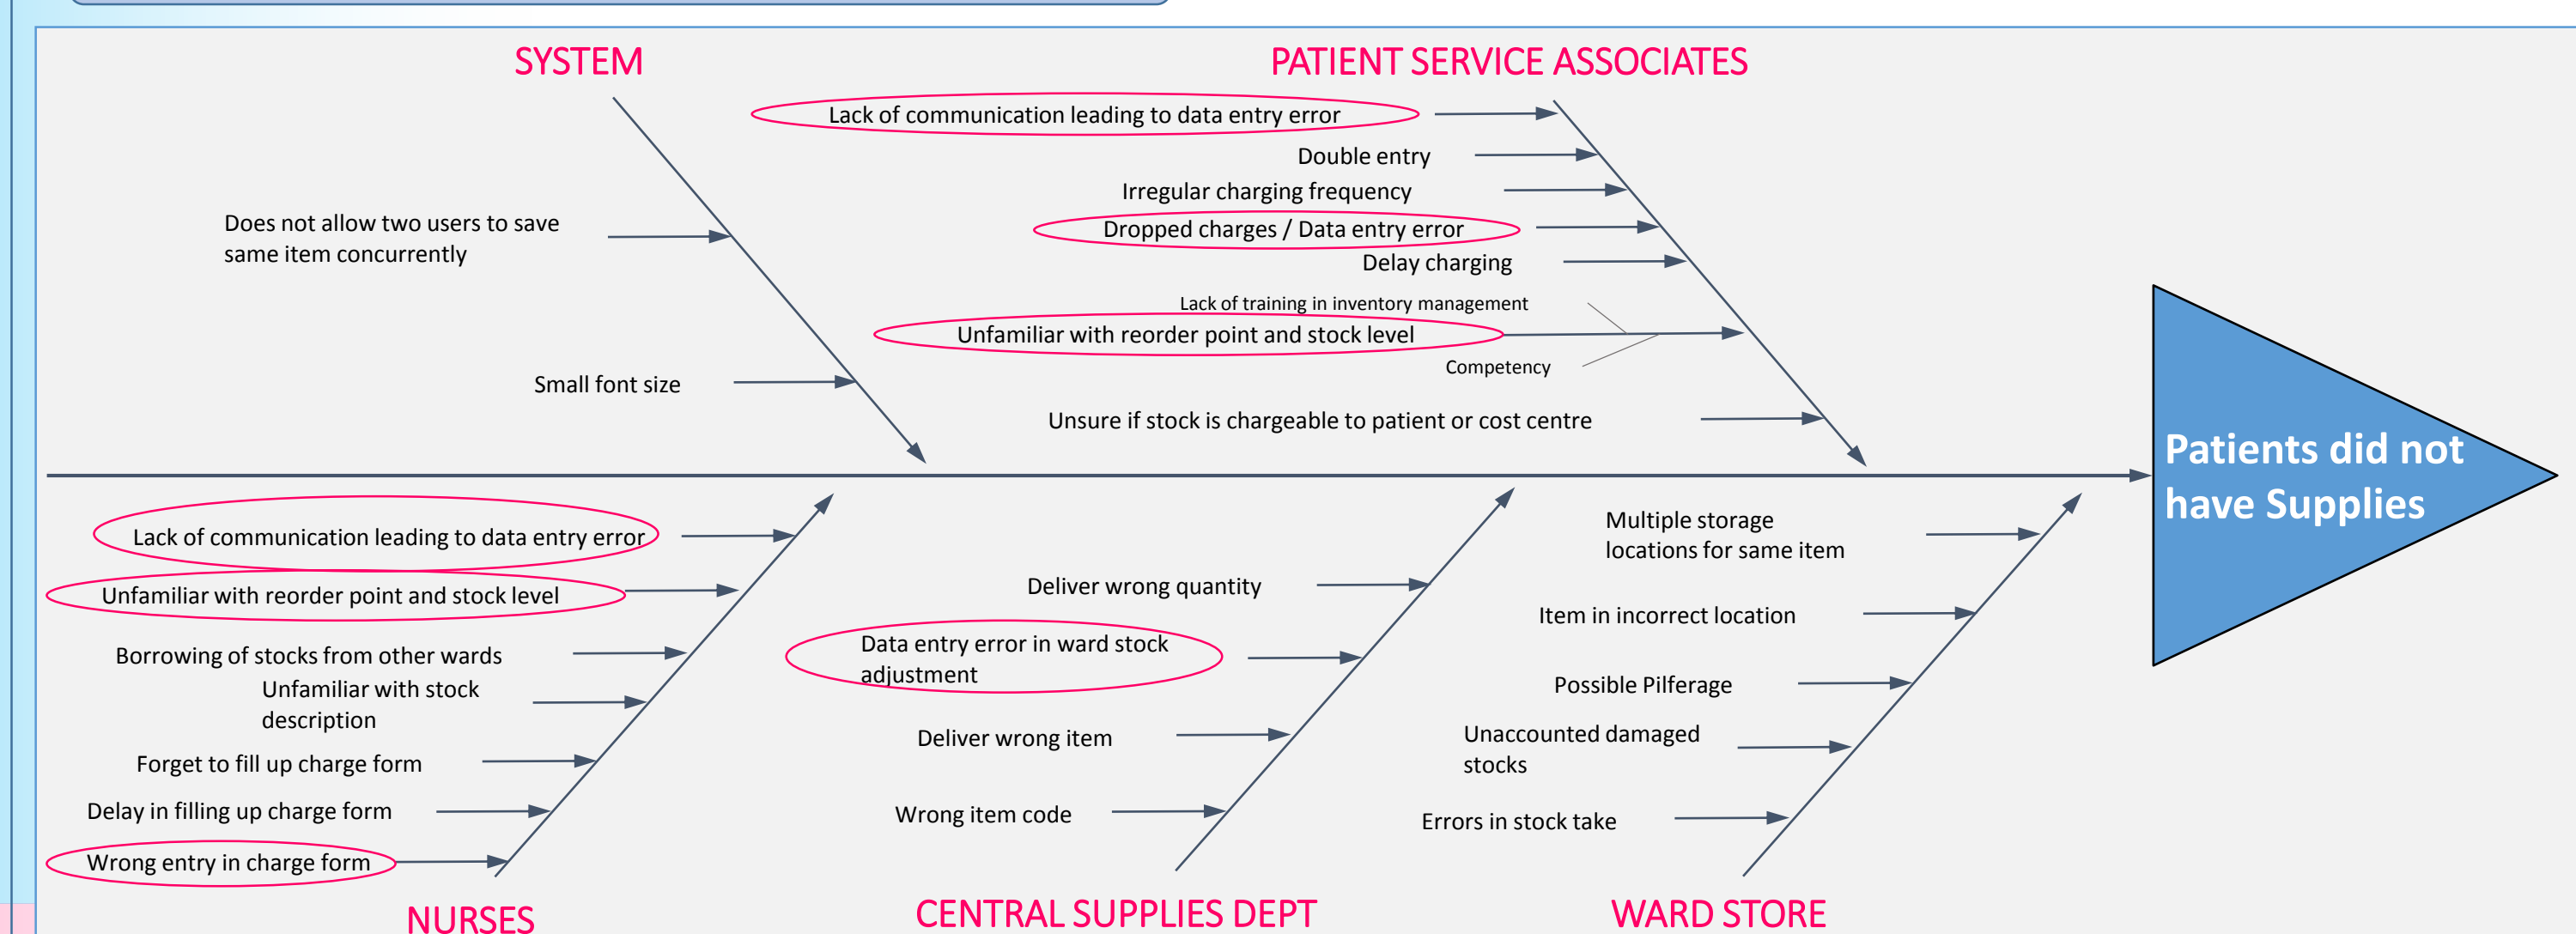 SYSTEM
PATIENT SERVICE ASSOCIATES
Lack of communication leading to data entry error
Double entry
Irregular charging frequency
Does not allow two users to save
same item concurrently
Dropped charges / Data entry error
Delay charging
Lack of training in inventory management
Unfamiliar with reorder point and stock level
Competency
Small font size
Unsure if stock is chargeable to patient or cost centre
Patients did not
have Supplies
Lack of communication leading to data entry error
Unfamiliar with reorder point and stock level
Borrowing of stocks from other wards
Unfamiliar with stock
description
Forget to fill up charge form
Delay in filling up charge form
Wrong entry in charge form
NURSES
Deliver wrong quantity
Data entry error in ward stock
adjustment
Deliver wrong item
Wrong item code
CENTRAL SUPPLIES DEPT
Multiple storage
locations for same item
Item in incorrect location
Possible Pilferage
Unaccounted damaged
stocks
Errors in stock take
WARD STORE